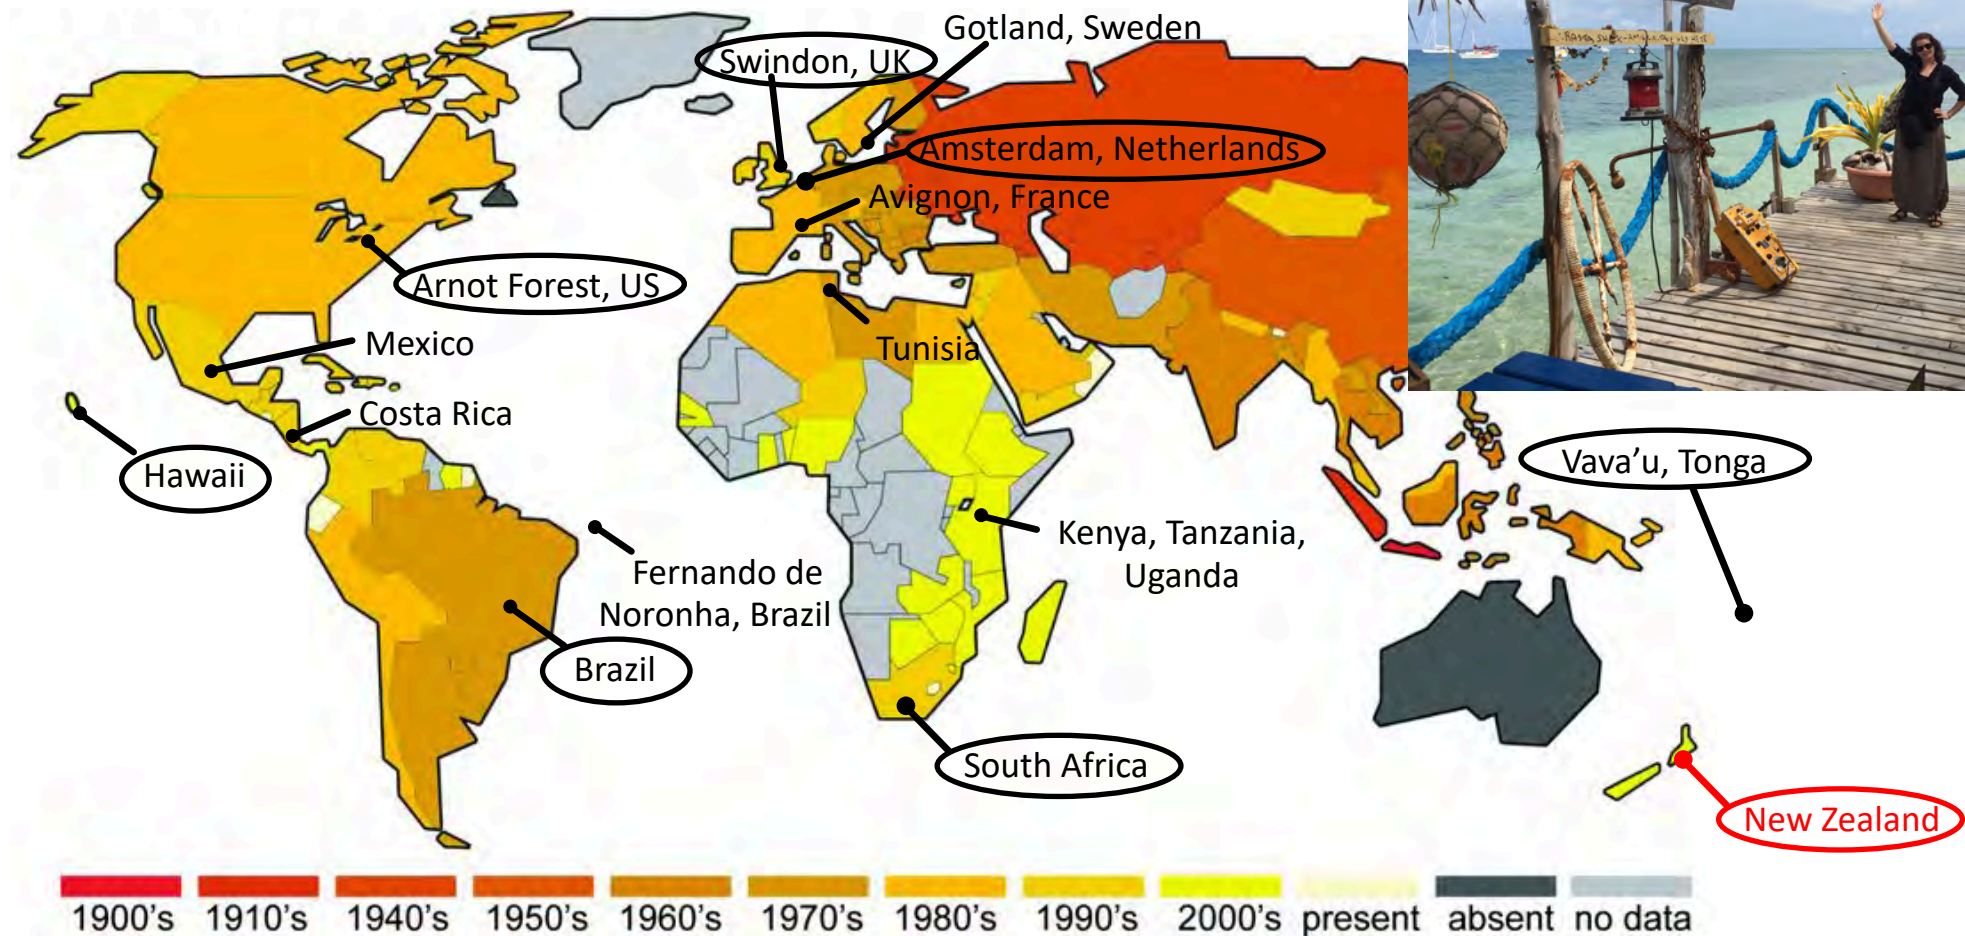 Gotland, Sweden
Swindon, UK
Amsterdam, Netherlands
Avignon, France
Arnot Forest, US
Mexico
Tunisia
Costa Rica
Hawaii
Vava’u, Tonga
Kenya, Tanzania,
Uganda
Fernando de
Noronha, Brazil
Brazil
South Africa
New Zealand
1900’s 1910’s 1940’s 1950’s 1960’s 1970’s 1980’s 1990’s 2000’s present absent no data